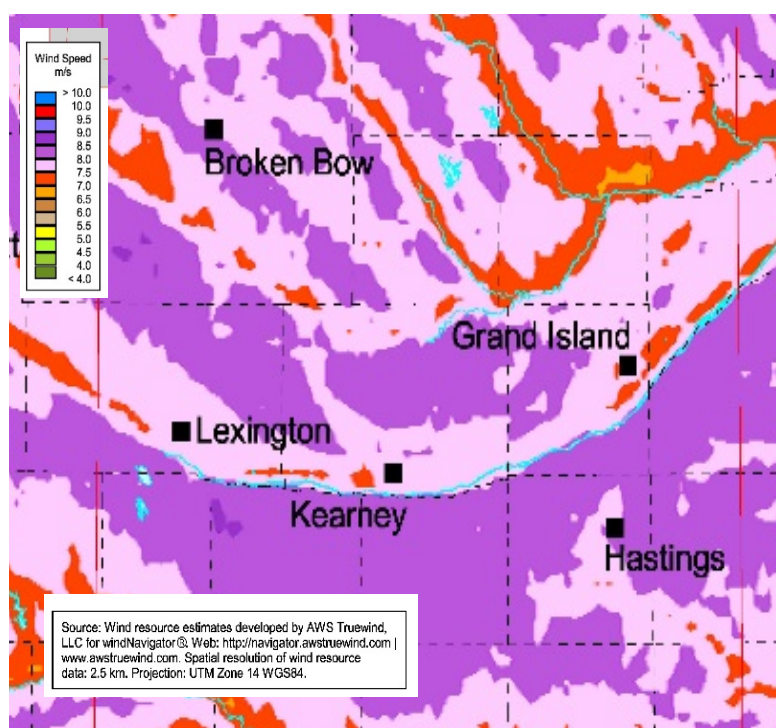 Wind Speed
m/s
> 10.0
10.0
9.5
9.0
8.5
8.0
7.5
7.0
6.5
6.0
5.5
5.0
4.5
4.0
< 4.0
Broken Bow
Grand Island
Lexington
Kearney
Hastings
Source: Wind resource estimates developed by AWS Truewind,
LLC for windNavigator®. Web: http://navigator.awstruewind.com |
www.awstruewind.com. Spatial resolution of wind resource
data: 2.5 km. Projection: UTM Zone 14 WGS84.